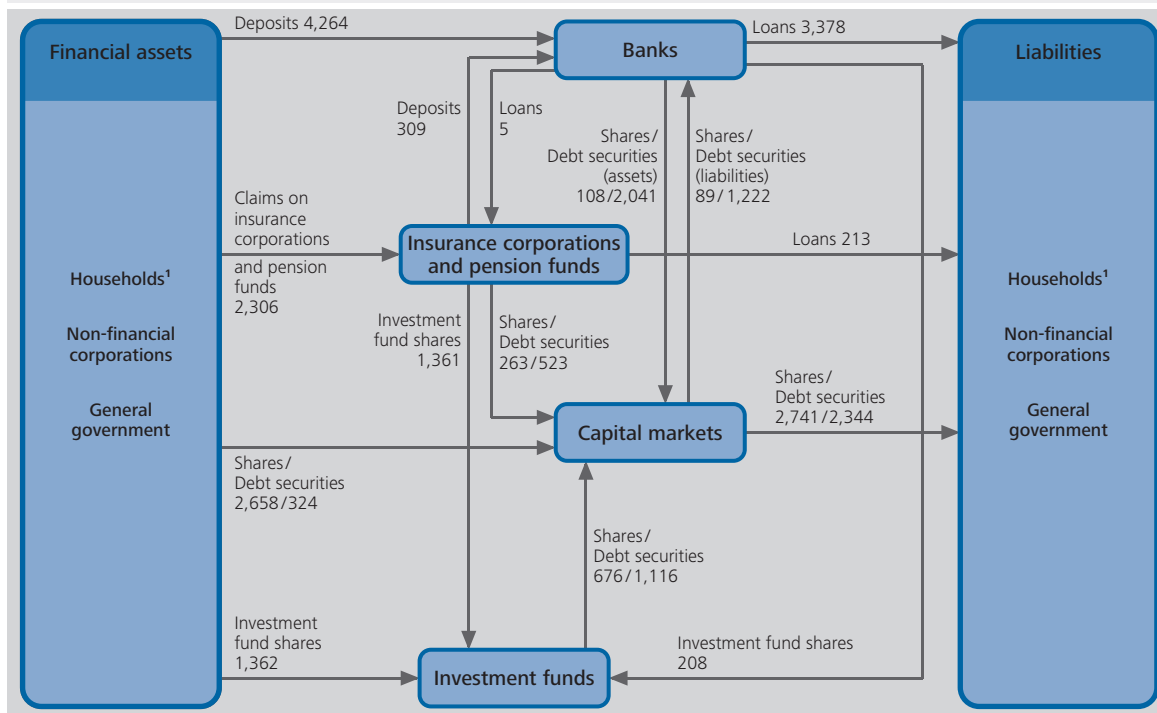 Deposits 4,264
Loans 3,378
Financial assets
Banks
Liabilities
Deposits
309
Loans
5
Shares/
Debt securities
(assets)
108/2,041
Shares/
Debt securities
(liabilities)
89/1,222
Claims on
insurance
corporations
and pension
funds
2,306
Insurance corporations
and pension funds
Loans 213
Households¹
Non-financial
corporations
General
government
Households¹
Non-financial
corporations
General
government
Investment
fund shares
1,361
Shares/
Debt securities
263/523
Shares/
Debt securities
2,741/2,344
Capital markets
Shares/
Debt securities
2,658/324
Shares/
Debt securities
676/1,116
Investment
fund shares
1,362
Investment funds
Investment fund shares
208